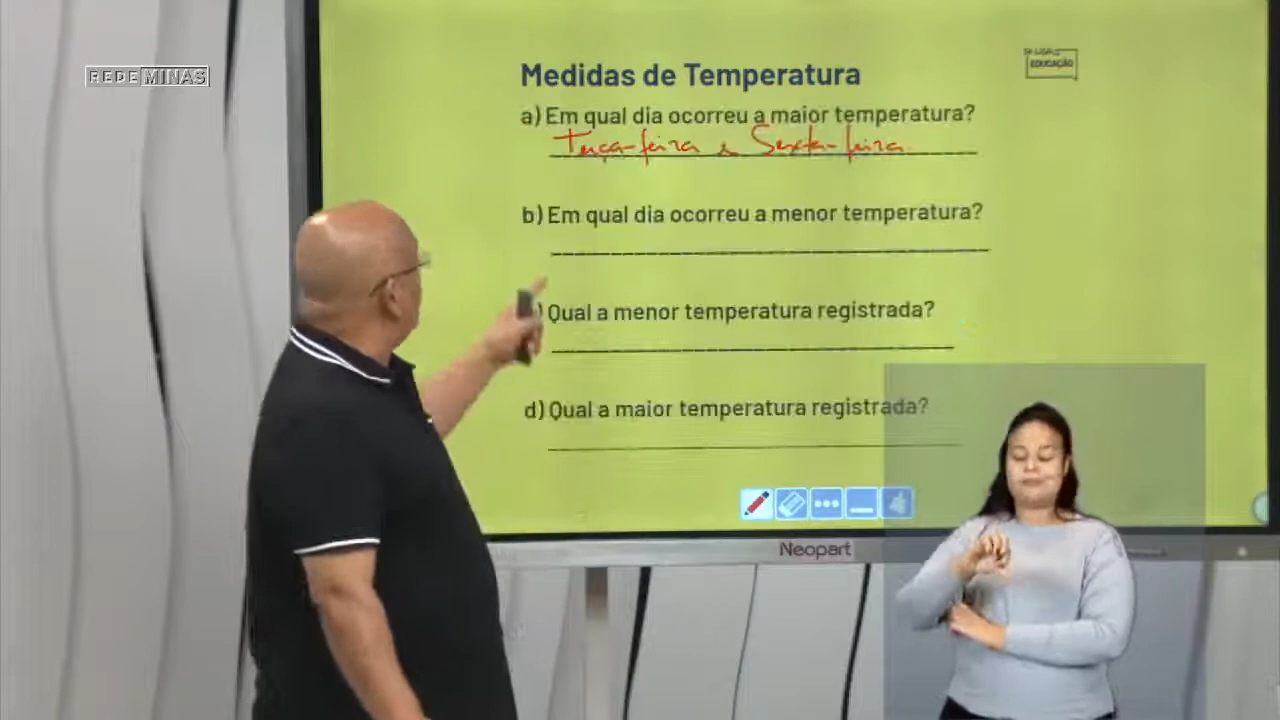 REDE MINAS
EDUCAÇÃO
Medidas de Temperatura
a) Em qual dia ocorreu a maior temperatura?
Terça-feira e Sexta-feira
b) Em qual dia ocorreu a menor temperatura?
) Qual a menor temperatura registrada?
d) Qual a maior temperatura registrada?
Neopart